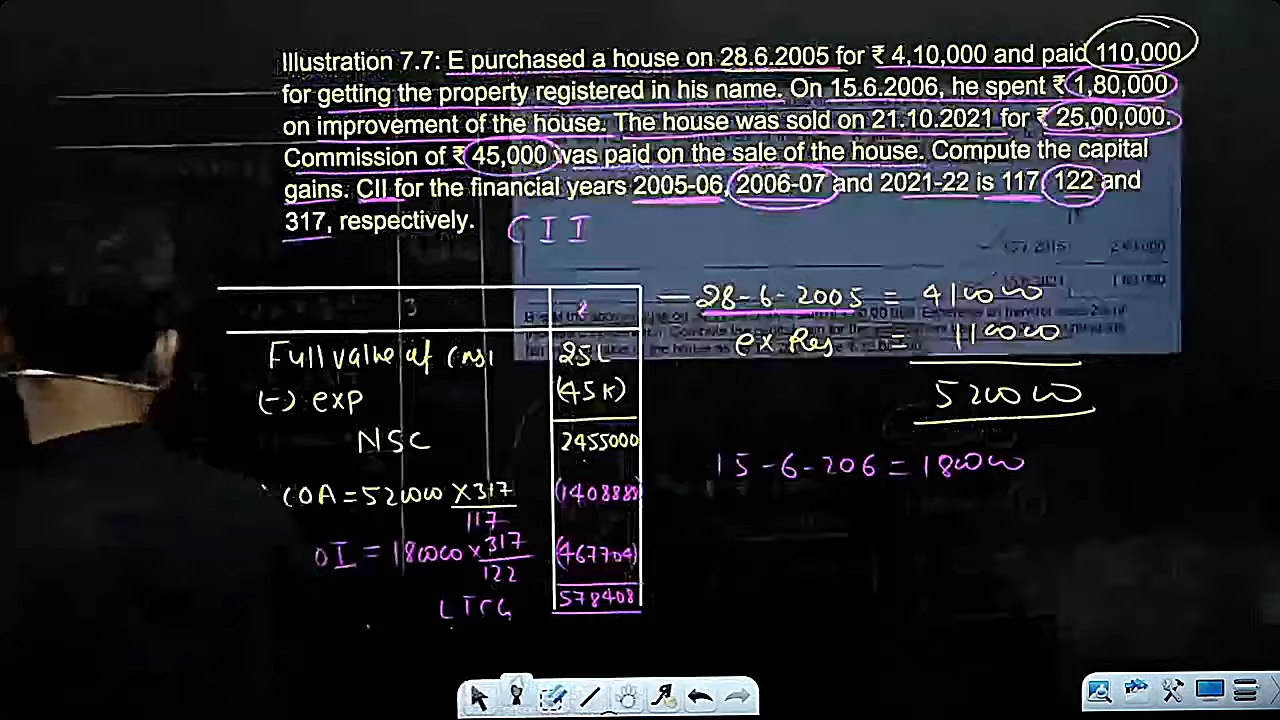 Illustration 7.7: E purchased a house on 28.6.2005 for ₹ 4,10,000 and paid 110,000
for getting the property registered in his name. On 15.6.2006, he spent ₹ 1,80,000
on improvement of the house. The house was sold on 21.10.2021 for ₹ 25,00,000.
Commission of ₹ 45,000 was paid on the sale of the house. Compute the capital
gains. CII for the financial years 2005-06, 2006-07 and 2021-22 is 117, 122 and
317, respectively. CII
28-6-2005 = 410000
ex Res = 110000
520000
15-6-206 = 180000
Full value of Cons 25L
(-) exp (45K)
NSC 2455000
COA = 520000 X 317/117 (1408889)
OI = 180000 x 317/122 (467704)
LTCG 578408